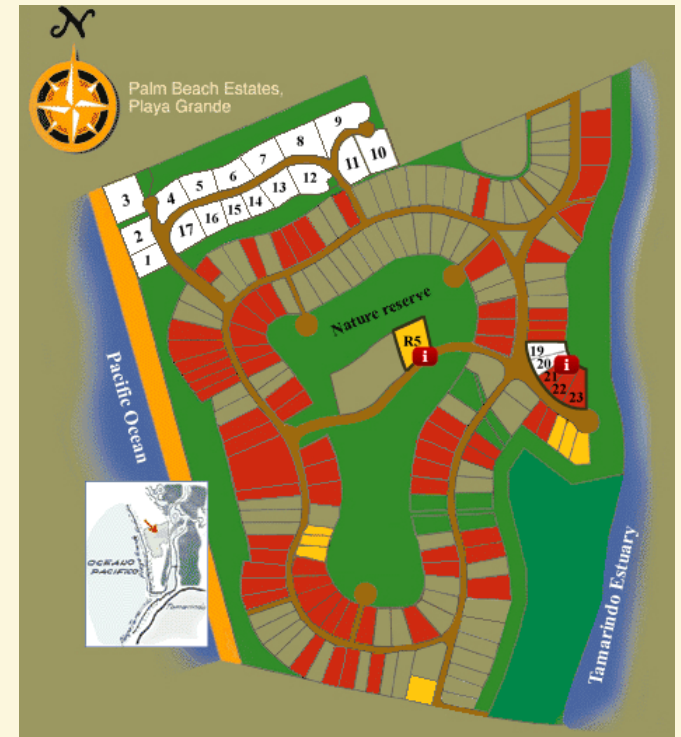 N
Palm Beach Estates,
Playa Grande
9
8
7
6
5
4
3
10
11
12
13
14
15
16
17
2
1
Nature reserve
R5
i
19
20
i
21
22
23
Pacific Ocean
OCEANO
PACIFICO
Tamarindo
Tamarindo Estuary